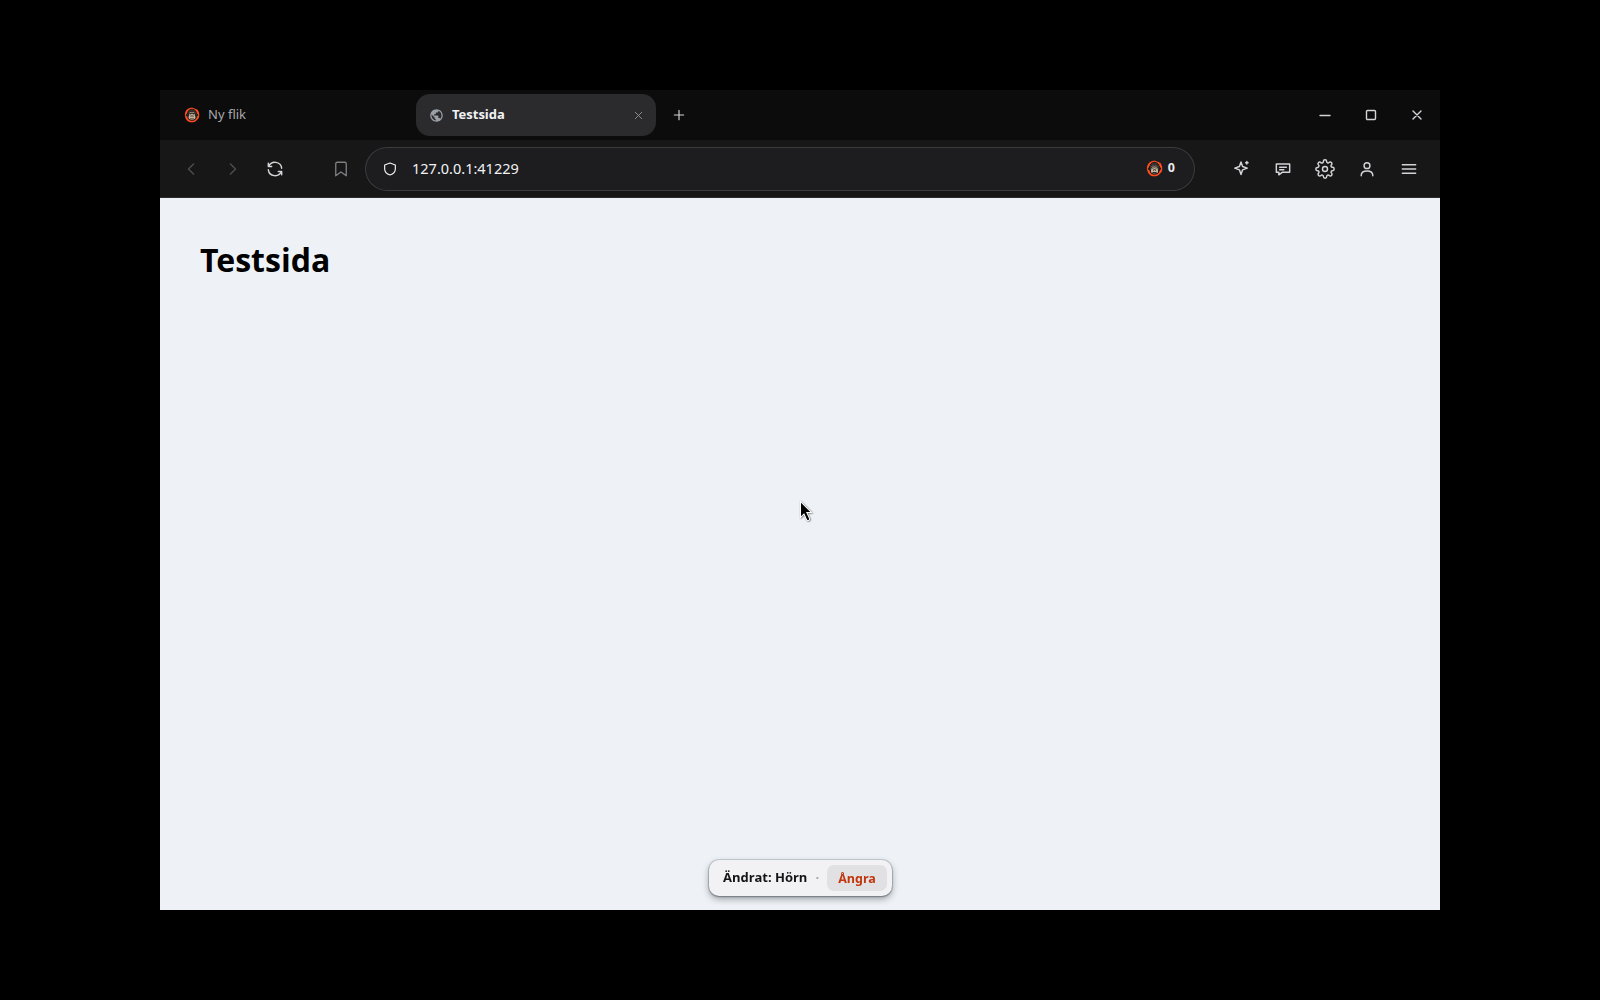 Ny flik
Testsida
127.0.0.1:41229
0
Testsida
Ändrat: Hörn · Ångra